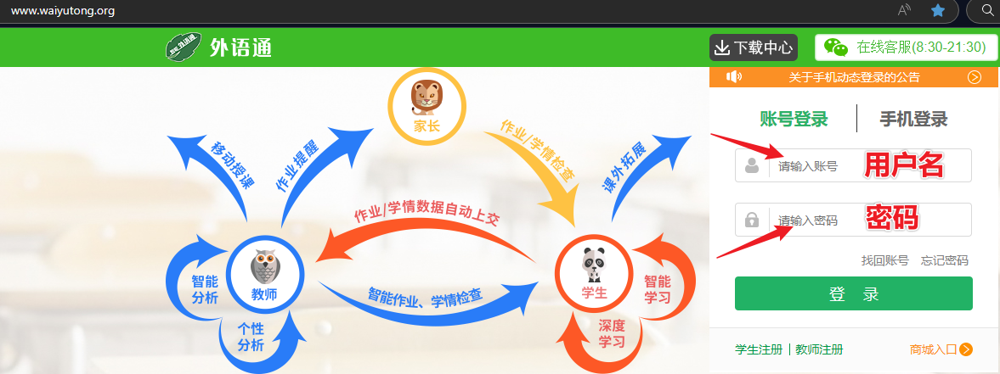 www.waiyutong.org
外语通
下载中心
在线客服(8:30-21:30)
关于手机动态登录的公告
账号登录
手机登录
请输入账号
用户名
请输入密码
密码
找回账号
忘记密码
登 录
学生注册
教师注册
商城入口
家长
移动授课
作业提醒
作业/学情检查
课外拓展
作业/学情数据自动上交
教师
学生
智能作业、学情检查
智能
分析
个性
分析
智能
学习
深度
学习